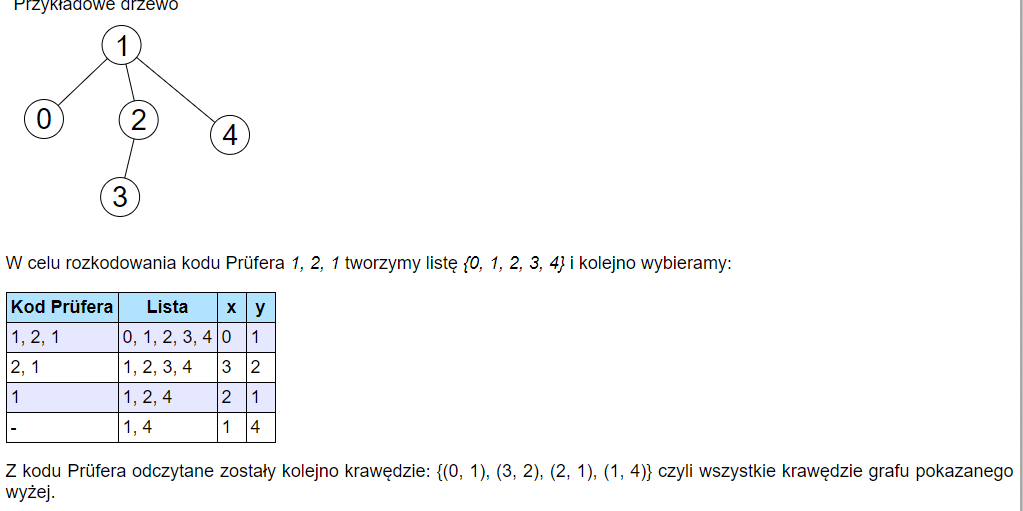 Przykładowe drzewo
1
0
2
4
3
W celu rozkodowania kodu Prüfera 1, 2, 1 tworzymy listę {0, 1, 2, 3, 4} i kolejno wybieramy:
Kod Prüfera Lista x y
1, 2, 1 0, 1, 2, 3, 4 0 1
2, 1 1, 2, 3, 4 3 2
1 1, 2, 4 2 1
- 1, 4 1 4
Z kodu Prüfera odczytane zostały kolejno krawędzie: {(0, 1), (3, 2), (2, 1), (1, 4)} czyli wszystkie krawędzie grafu pokazanego
wyżej.